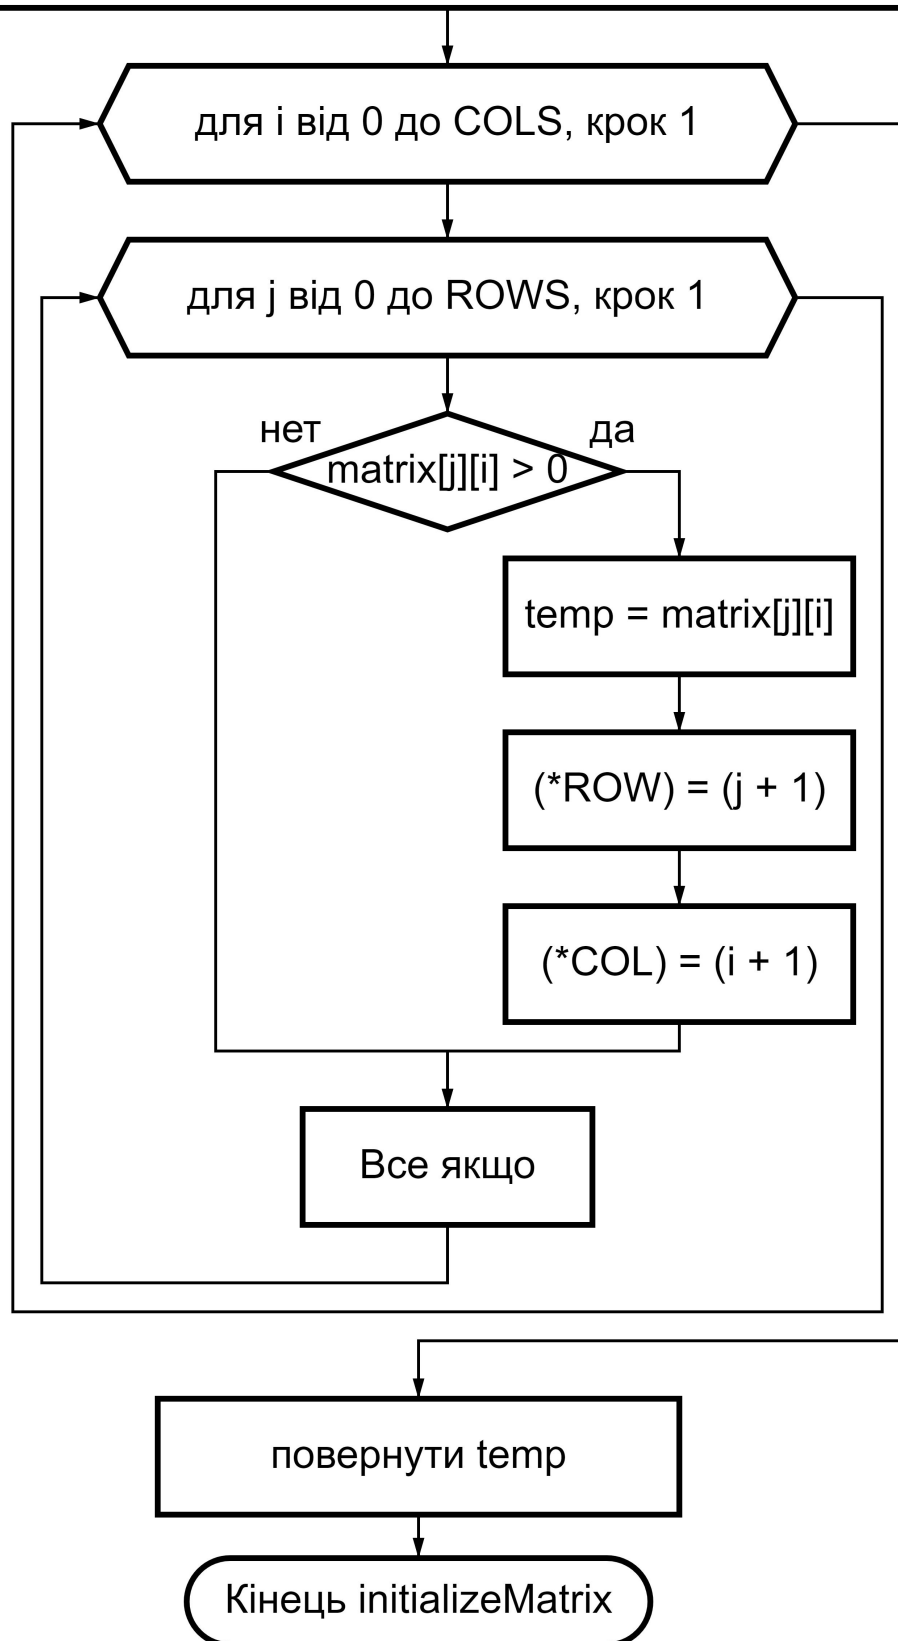 для i від 0 до COLS, крок 1
для j від 0 до ROWS, крок 1
нет
да
matrix[j][i] > 0
temp = matrix[j][i]
(*ROW) = (j + 1)
(*COL) = (i + 1)
Все якщо
повернути temp
Кінець initializeMatrix